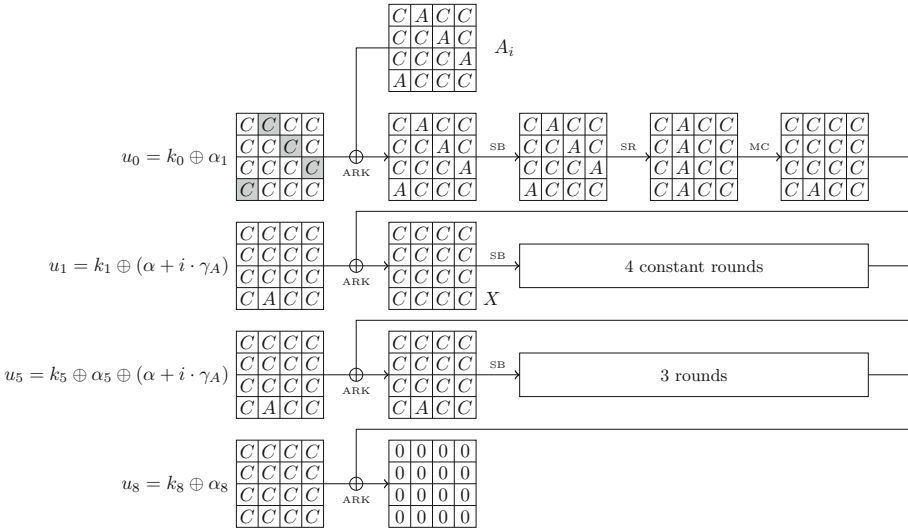 C A C C
C C A C
C C C A
A C C C
A_i
u_0 = k_0 ⊕ α_1
C C C C
C C C C
C C C C
C C C C
ARK
C A C C
C C A C
C C C A
A C C C
SB
C A C C
C C A C
C C C A
A C C C
SR
C A C C
C A C C
C A C C
C A C C
MC
C C C C
C C C C
C C C C
C A C C
u_1 = k_1 ⊕ (α + i · γ_A)
C C C C
C C C C
C C C C
C A C C
ARK
C C C C
C C C C
C C C C
C C C C
X
SB
4 constant rounds
u_5 = k_5 ⊕ α_5 ⊕ (α + i · γ_A)
C C C C
C C C C
C C C C
C A C C
ARK
C C C C
C C C C
C C C C
C A C C
SB
3 rounds
u_8 = k_8 ⊕ α_8
C C C C
C C C C
C C C C
C C C C
ARK
0 0 0 0
0 0 0 0
0 0 0 0
0 0 0 0